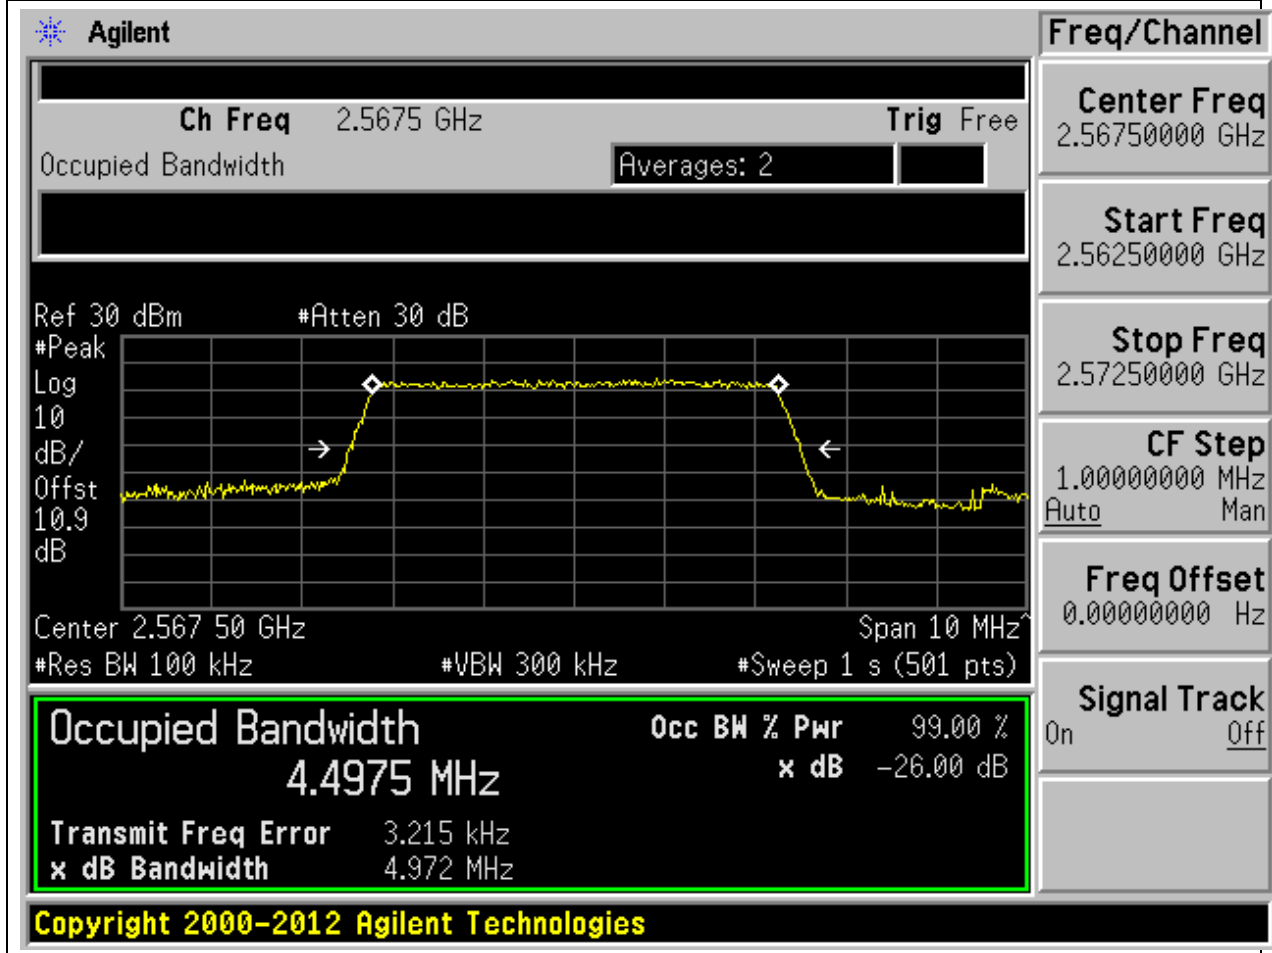 Agilent
Freq/Channel
Ch Freq 2.5675 GHz Trig Free
Occupied Bandwidth Averages: 2
Center Freq
2.56750000 GHz
Start Freq
2.56250000 GHz
Stop Freq
2.57250000 GHz
CF Step
1.00000000 MHz
Auto Man
Freq Offset
0.00000000 Hz
Signal Track
On Off
Ref 30 dBm #Atten 30 dB
#Peak
Log
10
dB/
Offst
10.9
dB
Center 2.567 50 GHz Span 10 MHz^
#Res BW 100 kHz #VBW 300 kHz #Sweep 1 s (501 pts)
Occupied Bandwidth Occ BW % Pwr 99.00 %
4.4975 MHz x dB -26.00 dB
Transmit Freq Error 3.215 kHz
x dB Bandwidth 4.972 MHz
Copyright 2000-2012 Agilent Technologies